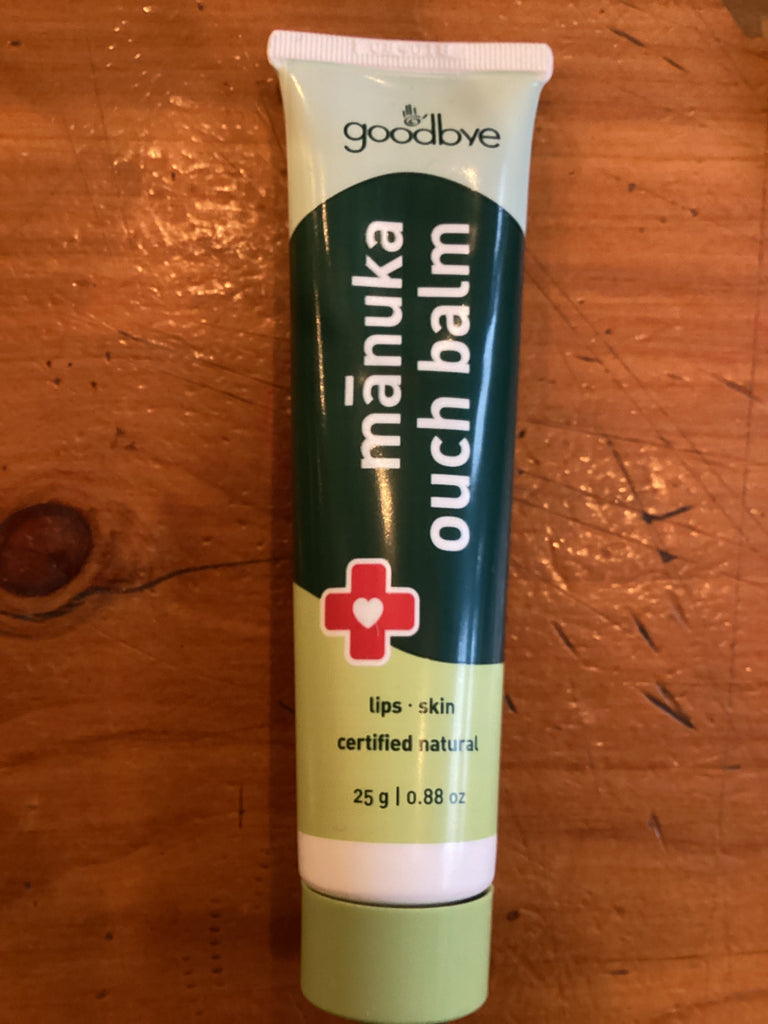 goodbye
mānuka
ouch balm
lips · skin
certified natural
25 g | 0.88 oz